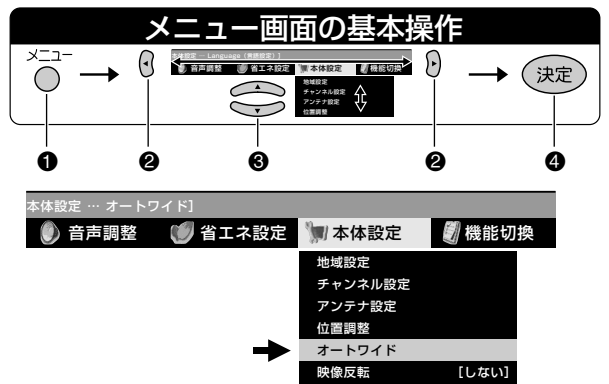 メニュー画面の基本操作
メニュー
本体設定 … Language(言語設定)]
音声調整 省エネ設定 本体設定 機能切換
地域設定
チャンネル設定
アンテナ設定
位置調整
決定
❶ ❷ ❸ ❷ ❹
本体設定 … オートワイド]
音声調整 省エネ設定 本体設定 機能切換
地域設定
チャンネル設定
アンテナ設定
位置調整
オートワイド
映像反転 [しない]